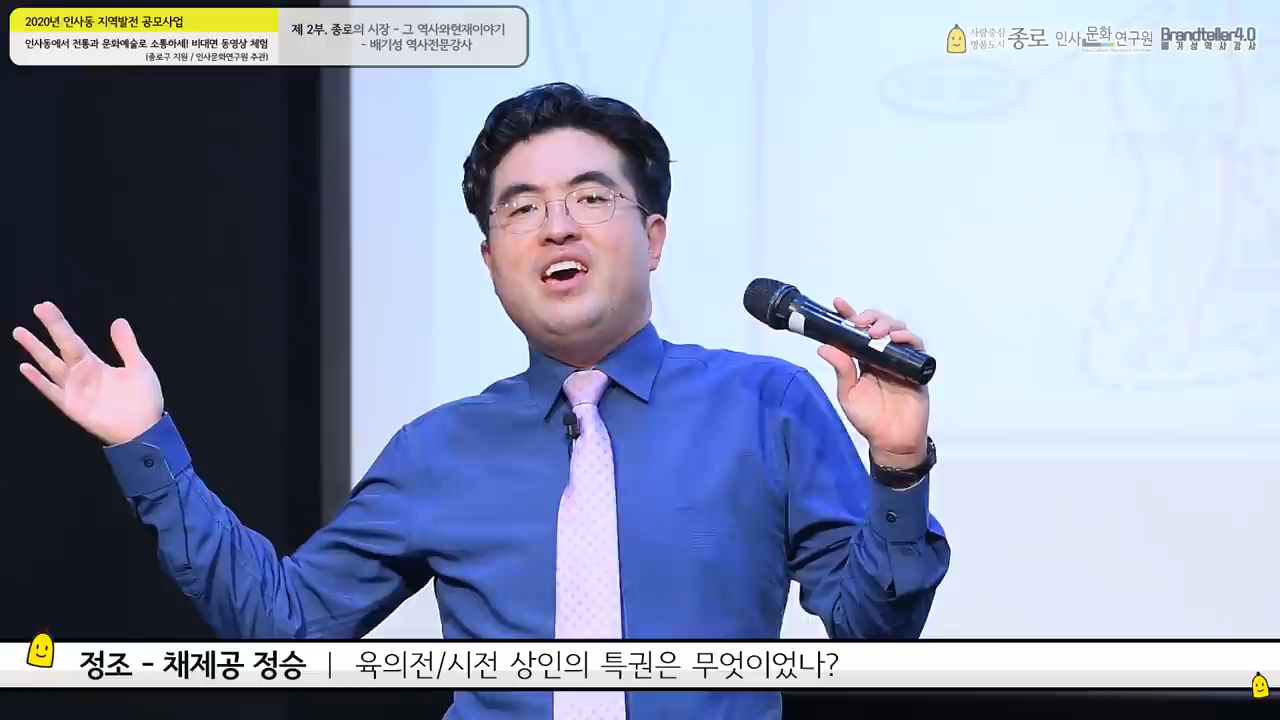 2020년 인사동 지역발전 공모사업
인사동에서 전통과 문화예술로 소통하세! 비대면 동영상 체험
(종로구 지원 / 인사문화연구원 주관)
제 2부. 종로의 시장 - 그 역사와현재이야기
- 배기성 역사전문강사
사람중심
명품도시
종로
인사문화연구원
Brandteller4.0
배기성역사강사
정조 - 채제공 정승 | 육의전/시전 상인의 특권은 무엇이었나?